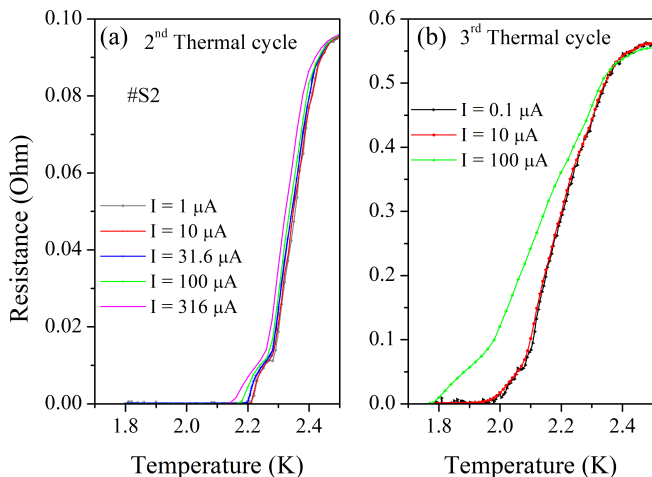 (a) 2nd Thermal cycle
#S2
I = 1 μA
I = 10 μA
I = 31.6 μA
I = 100 μA
I = 316 μA
0.10
0.08
0.06
0.04
0.02
0.00
1.8 2.0 2.2 2.4
Temperature (K)
Resistance (Ohm)
(b) 3rd Thermal cycle
I = 0.1 μA
I = 10 μA
I = 100 μA
0.6
0.5
0.4
0.3
0.2
0.1
0.0
1.8 2.0 2.2 2.4
Temperature (K)